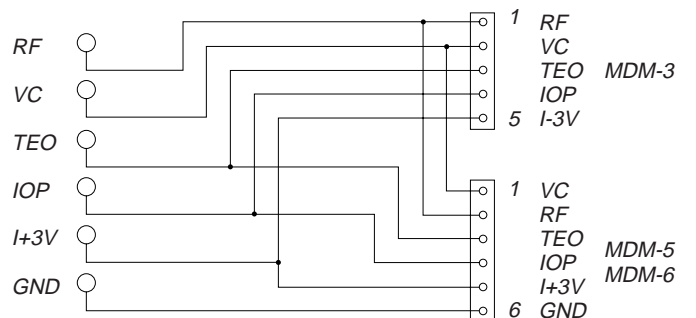 RF
VC
TEO
IOP
I+3V
GND
1 RF
VC
TEO MDM-3
IOP
5 I-3V
1 VC
RF
TEO
IOP
I+3V
6 GND
MDM-5
MDM-6